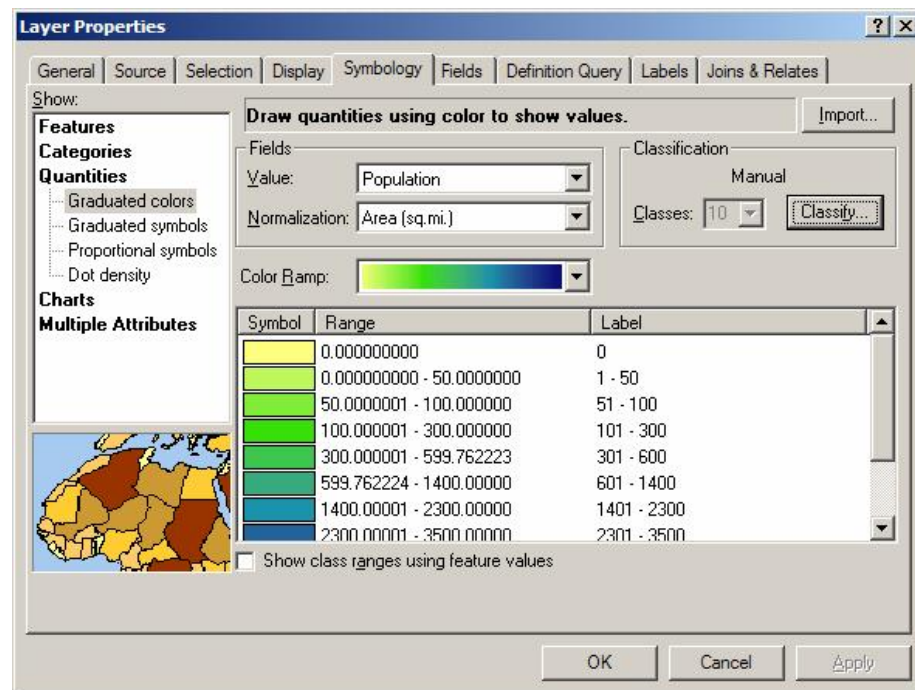 Layer Properties
General Source Selection Display Symbology Fields Definition Query Labels Joins & Relates
Show:
Features
Categories
Quantities
Graduated colors
Graduated symbols
Proportional symbols
Dot density
Charts
Multiple Attributes
Draw quantities using color to show values.
Import...
Fields
Value: Population
Normalization: Area (sq.mi.)
Classification
Manual
Classes: 10 Classify...
Color Ramp:
Symbol Range Label
0.000000000 0
0.000000000 - 50.0000000 1 - 50
50.0000001 - 100.000000 51 - 100
100.000001 - 300.000000 101 - 300
300.000001 - 599.762223 301 - 600
599.762224 - 1400.00000 601 - 1400
1400.00001 - 2300.00000 1401 - 2300
2300.00001 - 3500.00000 2301 - 3500
Show class ranges using feature values
OK Cancel Apply